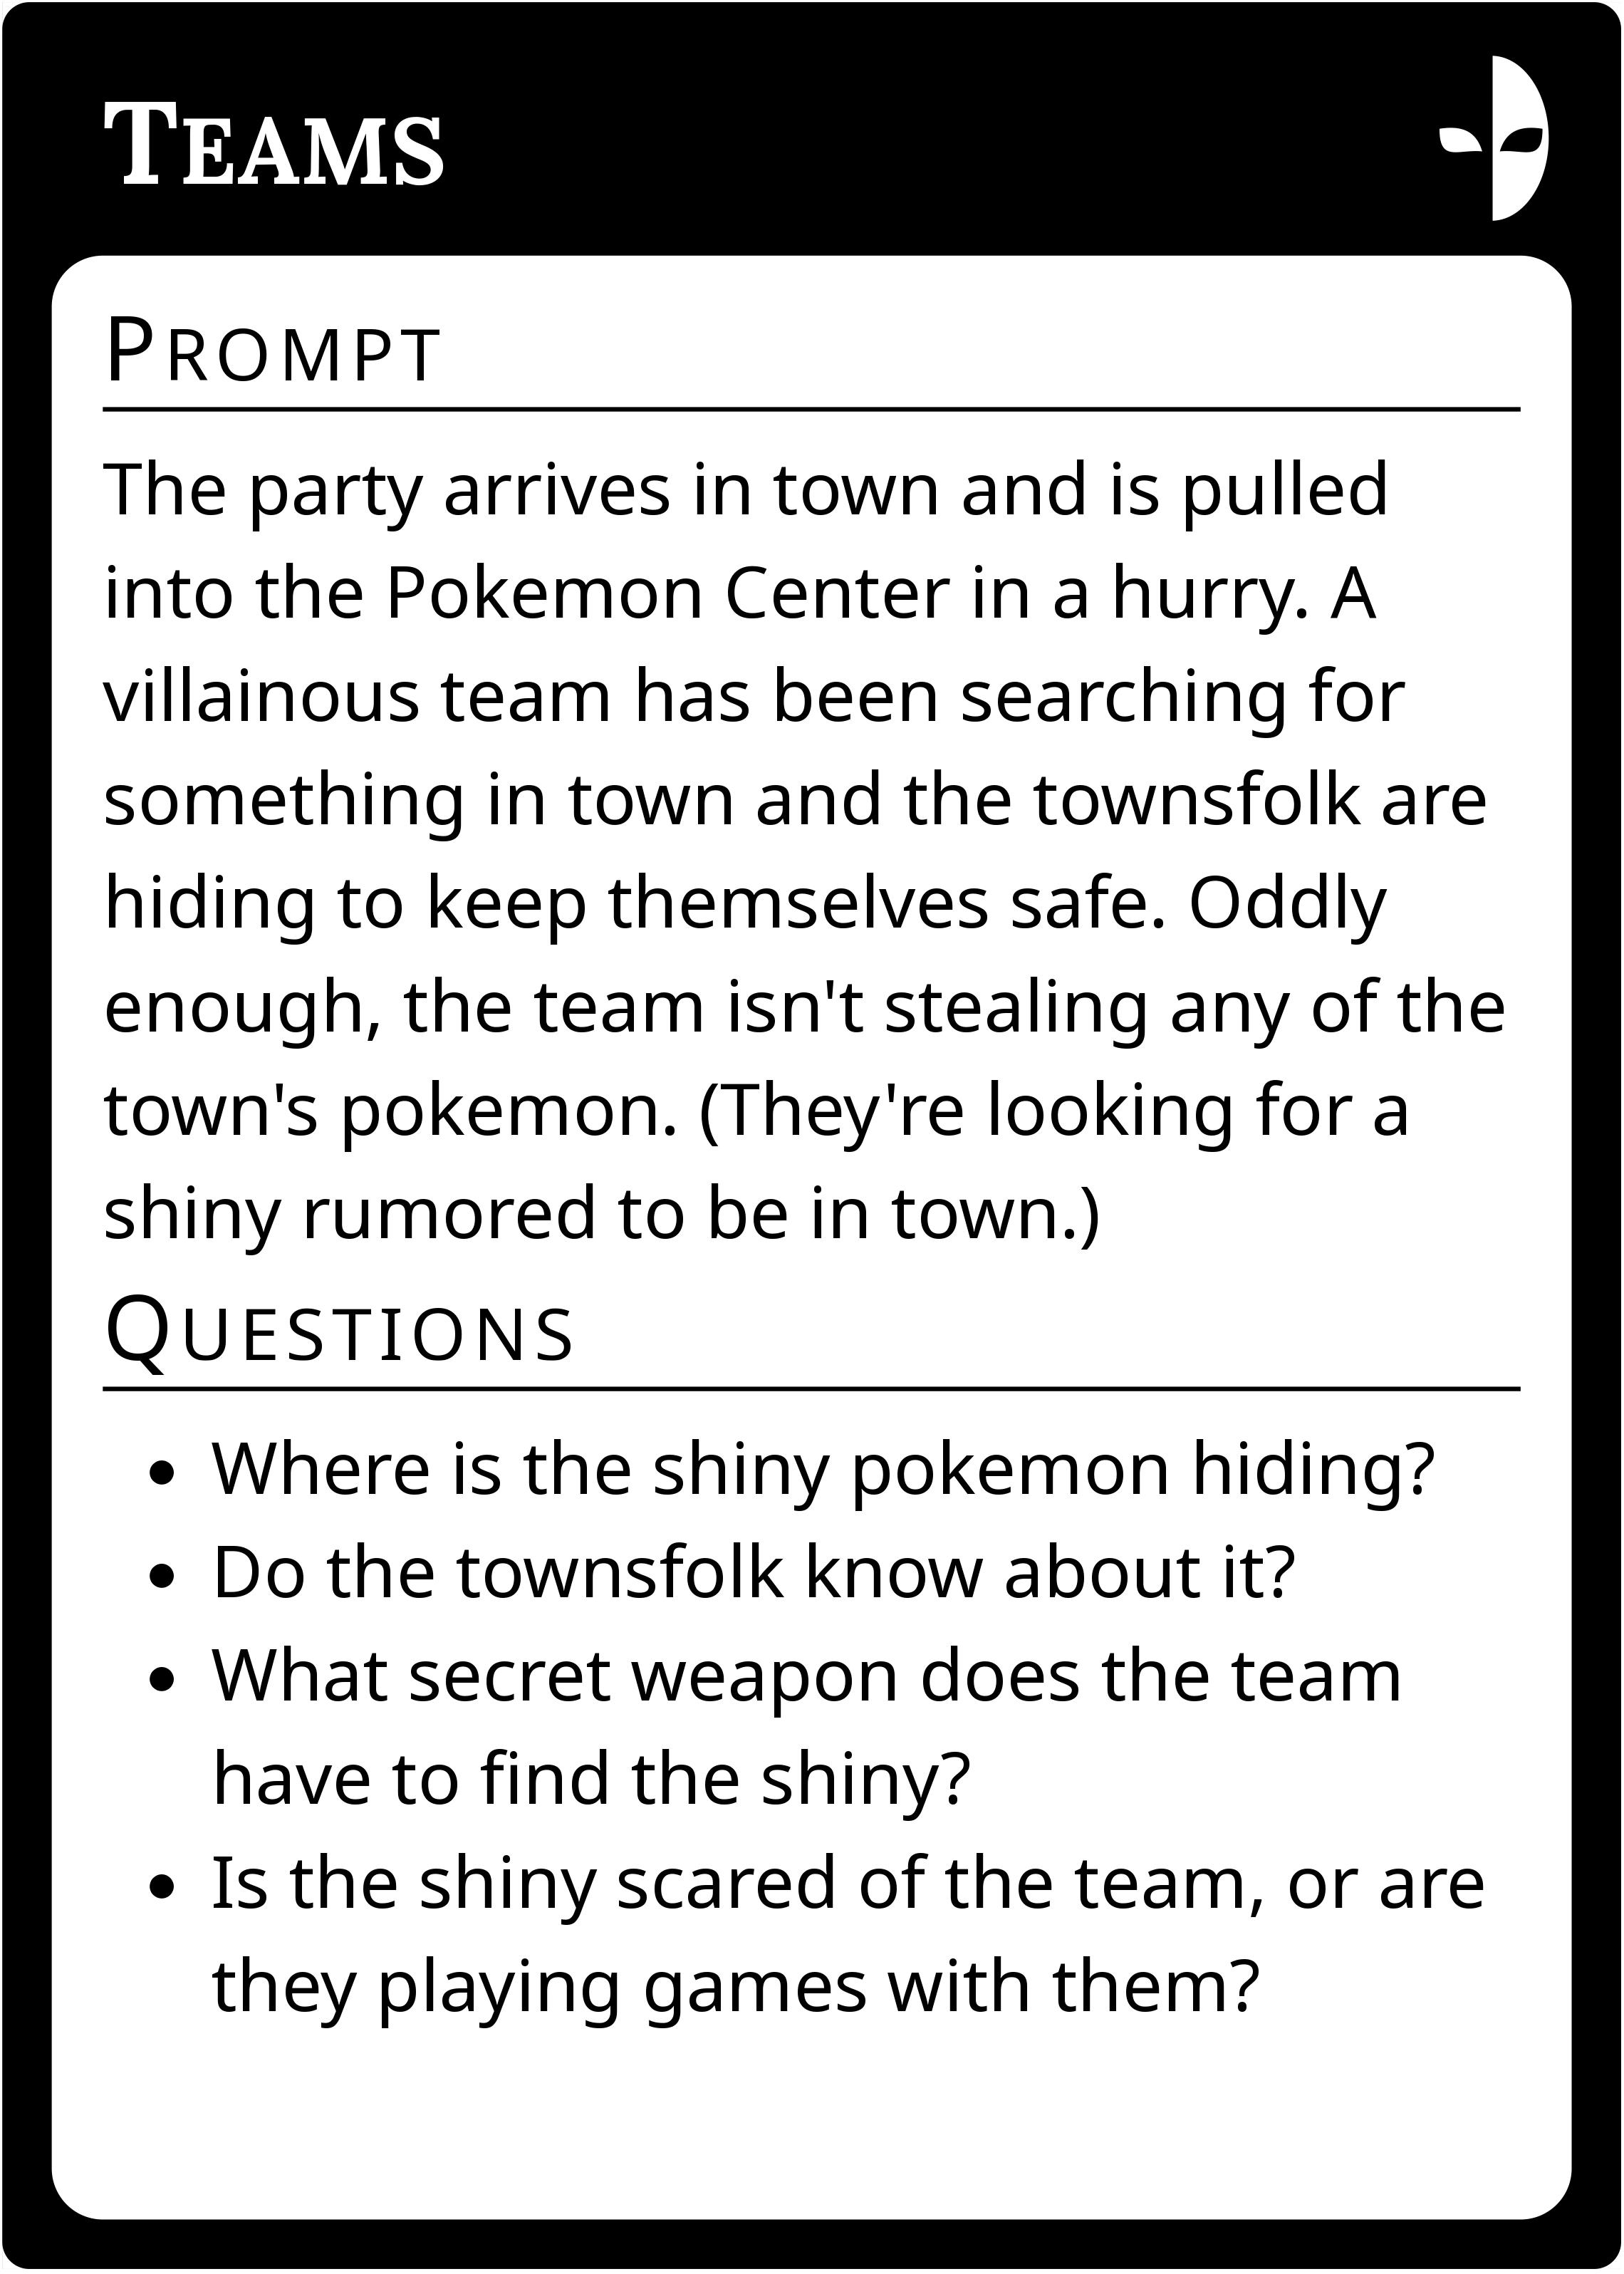 Teams
Prompt
The party arrives in town and is pulled
into the Pokemon Center in a hurry. A
villainous team has been searching for
something in town and the townsfolk are
hiding to keep themselves safe. Oddly
enough, the team isn't stealing any of the
town's pokemon. (They're looking for a
shiny rumored to be in town.)
Questions
• Where is the shiny pokemon hiding?
• Do the townsfolk know about it?
• What secret weapon does the team
have to find the shiny?
• Is the shiny scared of the team, or are
they playing games with them?